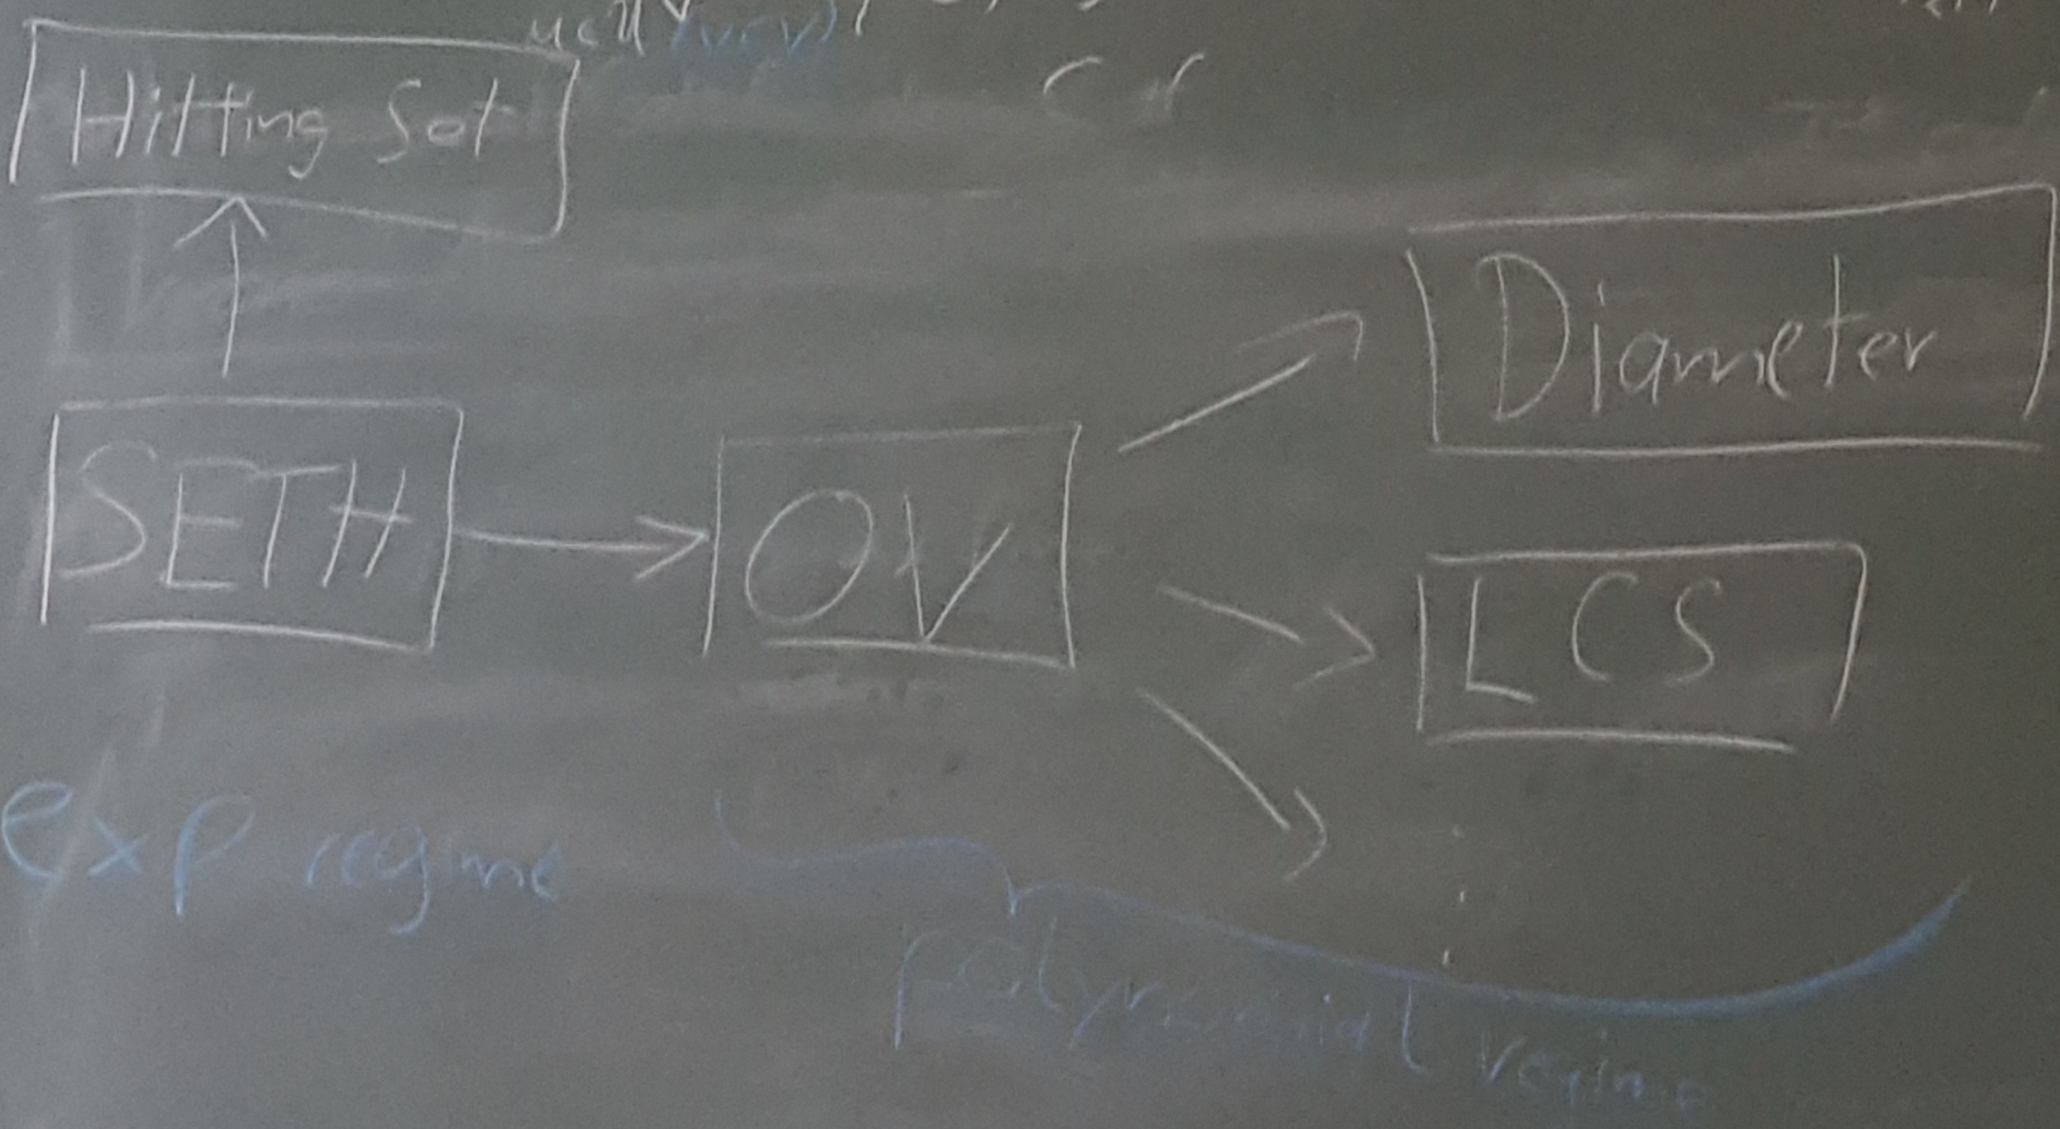 Hitting Set
Diameter
SETH
OV
LCS
exp regime
polynomial regime